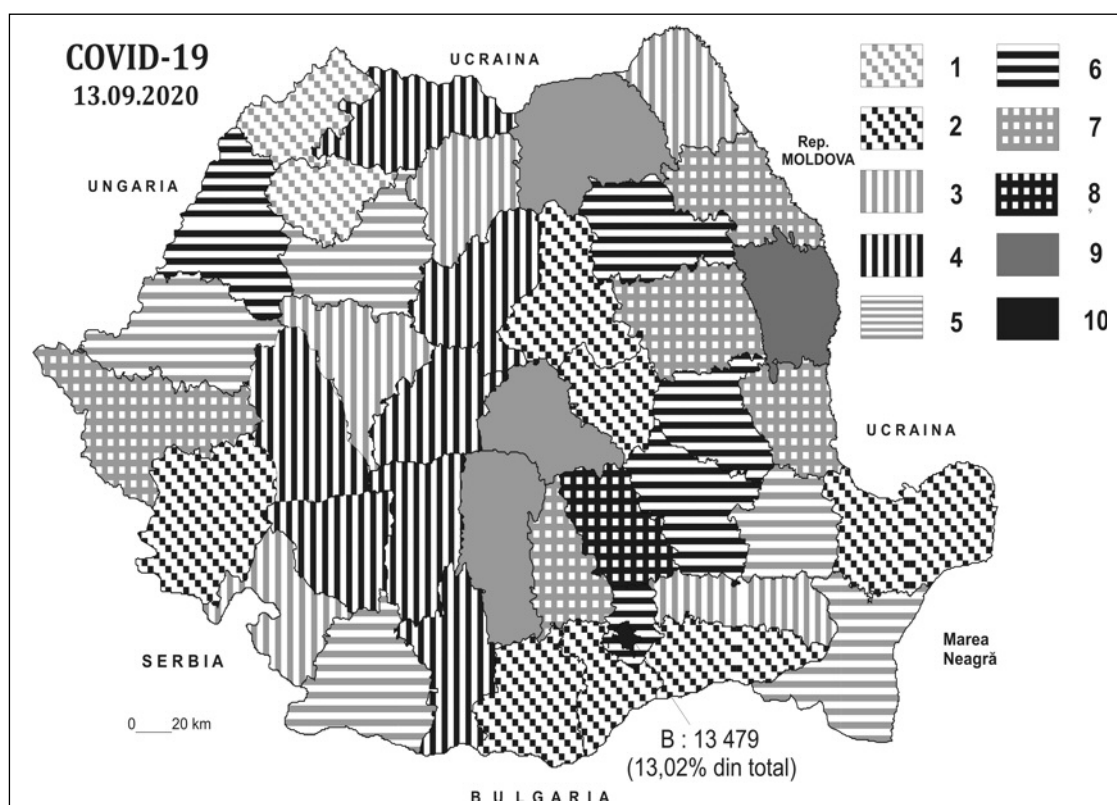 COVID-19
13.09.2020
UCRAINA
Rep.
MOLDOVA
UNGARIA
1
2
3
4
5
6
7
8
9
10
UCRAINA
SERBIA
Marea
Neagră
0 20 km
B : 13 479
(13,02% din total)
BULGARIA